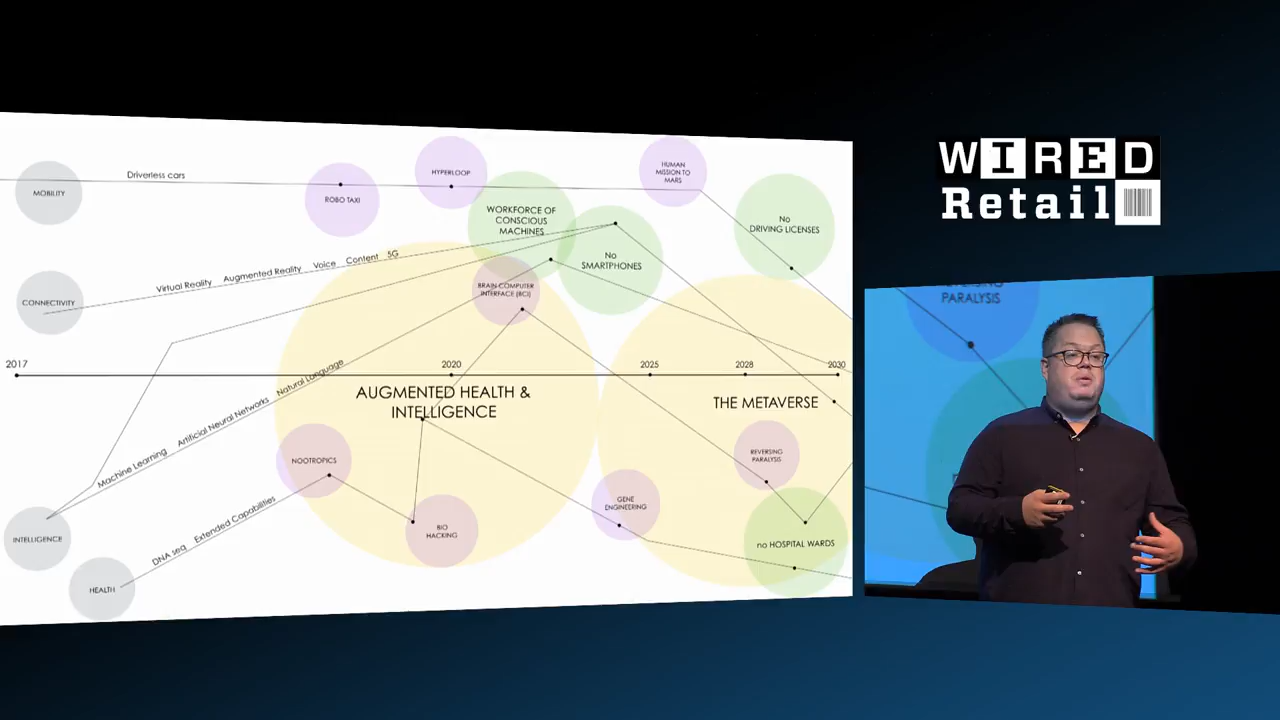 WIRED
Retail
MOBILITY
Driverless cars
ROBO TAXI
HYPERLOOP
HUMAN
MISSION TO
MARS
WORKFORCE OF
CONSCIOUS
MACHINES
No
SMARTPHONES
No
DRIVING LICENSES
CONNECTIVITY
Virtual Reality Augmented Reality Voice Content 5G
BRAIN COMPUTER
INTERFACE (BCI)
2017
2020
2025
2028
2030
AUGMENTED HEALTH &
INTELLIGENCE
THE METAVERSE
Machine Learning Artificial Neural Networks Natural Language
NOOTROPICS
REVERSING
PARALYSIS
GENE
ENGINEERING
BIO
HACKING
INTELLIGENCE
no HOSPITAL WARDS
DNA seq Extended Capabilities
HEALTH
PARALYSIS